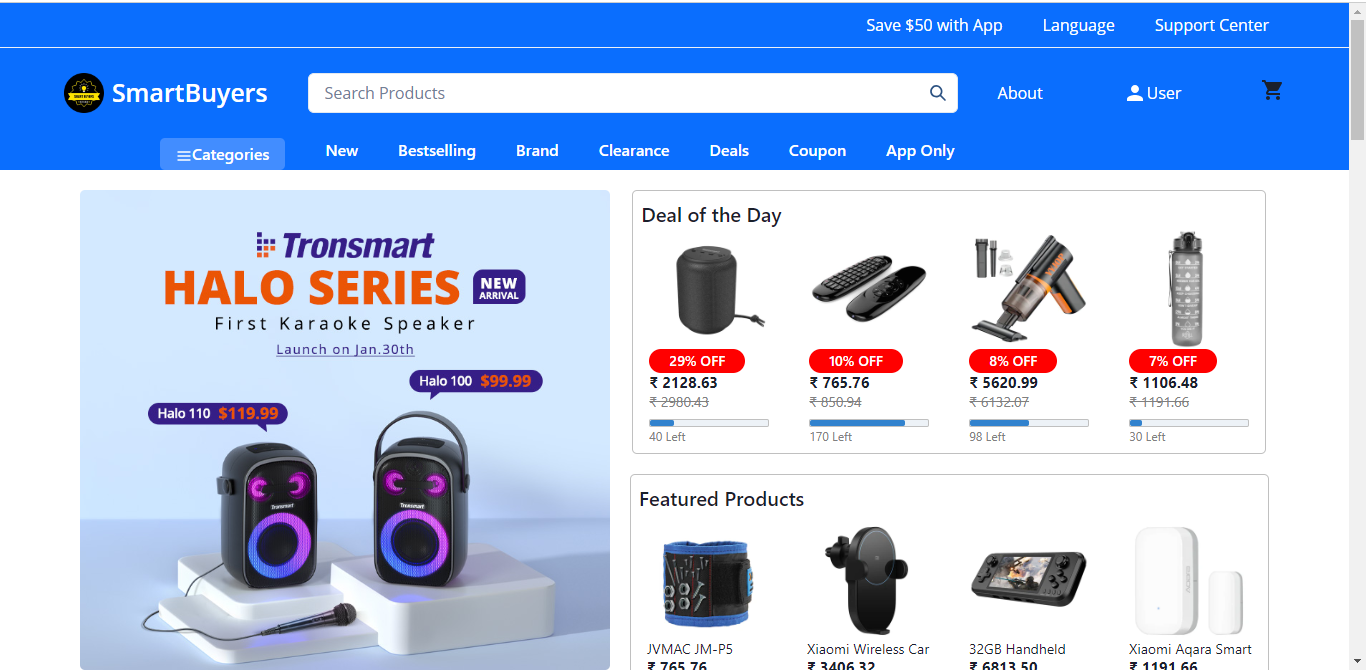 Save $50 with App Language Support Center
SmartBuyers
Search Products
About
User
Categories
New
Bestselling
Brand
Clearance
Deals
Coupon
App Only
Tronsmart
HALO SERIES
NEW
ARRIVAL
First Karaoke Speaker
Launch on Jan.30th
Halo 100 $99.99
Halo 110 $119.99
Tronsmart
Tronsmart
Deal of the Day
29% OFF
₹ 2128.63
₹ 2980.43
40 Left
10% OFF
₹ 765.76
₹ 850.94
170 Left
8% OFF
₹ 5620.99
₹ 6132.07
98 Left
7% OFF
₹ 1106.48
₹ 1191.66
30 Left
Featured Products
JVMAC JM-P5
₹ 765.76
Xiaomi Wireless Car
₹ 3406.32
32GB Handheld
₹ 6813.50
Xiaomi Aqara Smart
₹ 1191.66